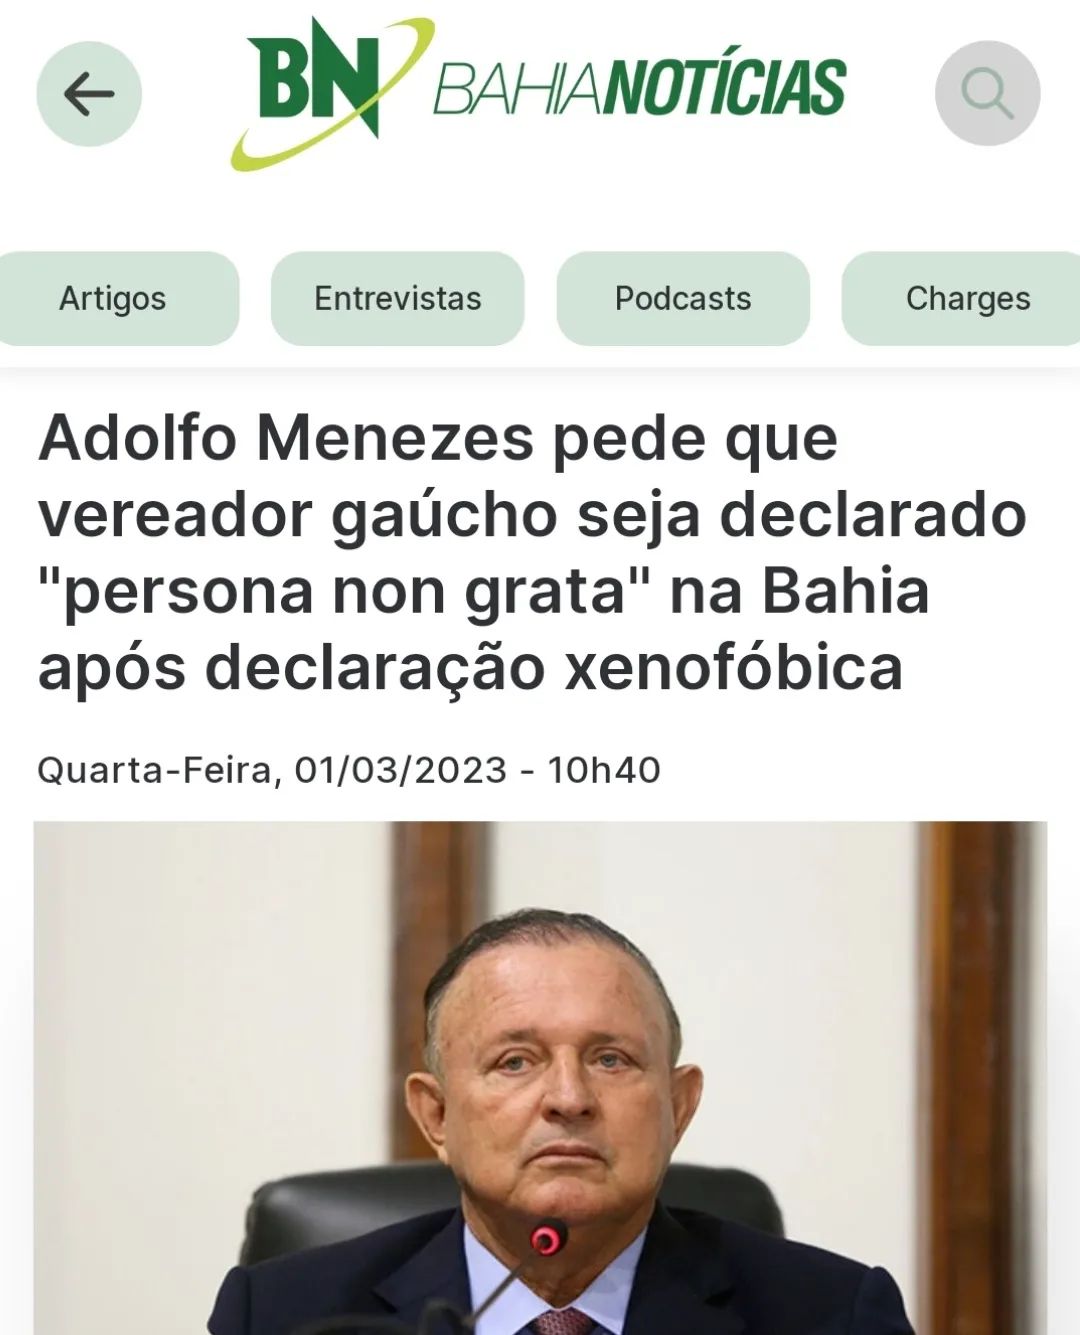 BN BAHIANOTÍCIAS
Artigos
Entrevistas
Podcasts
Charges
Adolfo Menezes pede que
vereador gaúcho seja declarado
"persona non grata" na Bahia
após declaração xenofóbica
Quarta-Feira, 01/03/2023 - 10h40